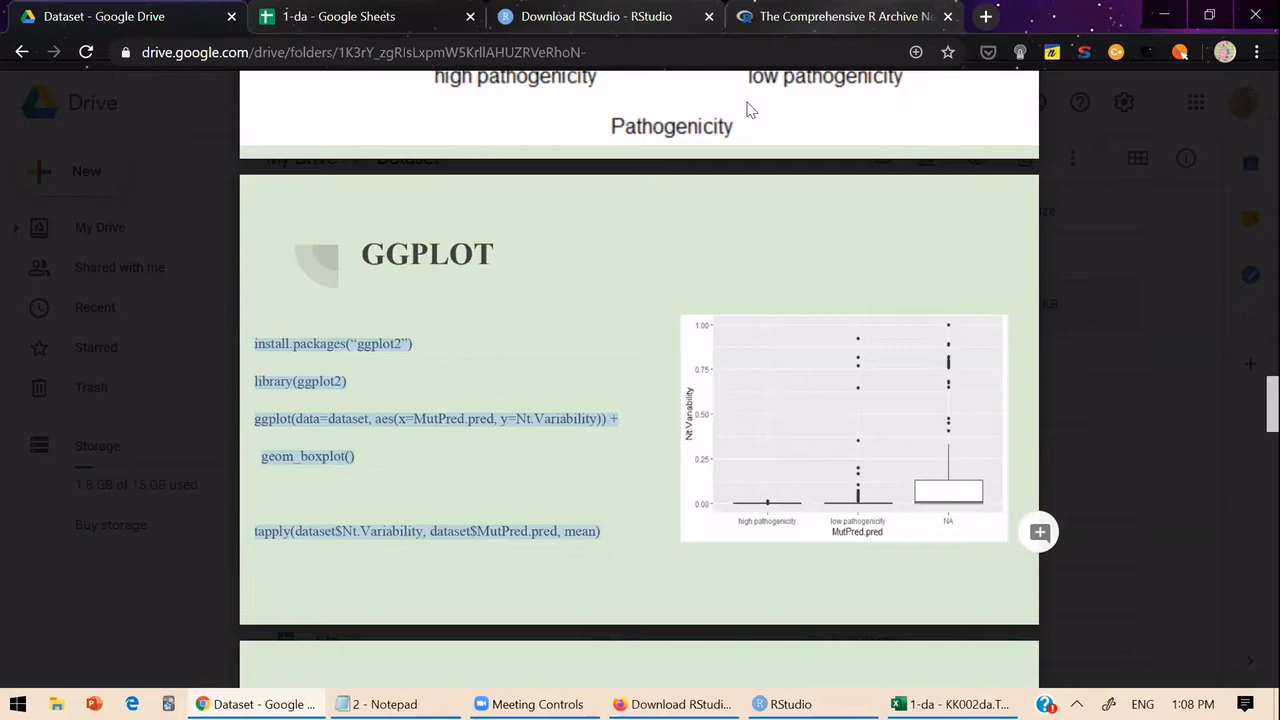 Dataset - Google Drive
1-da - Google Sheets
Download RStudio - RStudio
The Comprehensive R Archive Ne
drive.google.com/drive/folders/1K3rY_zgRIsLxpmW5KrllAHUZRVeRhoN-
high pathogenicity
low pathogenicity
Pathogenicity
Drive
My Drive
Dataset
New
My Drive
Shared with me
Recent
Starred
Trash
Storage
1.8 GB of 15 GB used
Buy storage
KB
GGPLOT
install.packages(“ggplot2”)
library(ggplot2)
ggplot(data=dataset, aes(x=MutPred.pred, y=Nt.Variability)) +
geom_boxplot()
tapply(dataset$Nt.Variability, dataset$MutPred.pred, mean)
1.00
0.75
0.50
0.25
0.00
Nt.Variability
high pathogenicity
low pathogenicity
NA
MutPred.pred
Dataset - Google ...
2 - Notepad
Meeting Controls
Download RStudi...
RStudio
1-da - KK002da.T...
ENG
1:08 PM